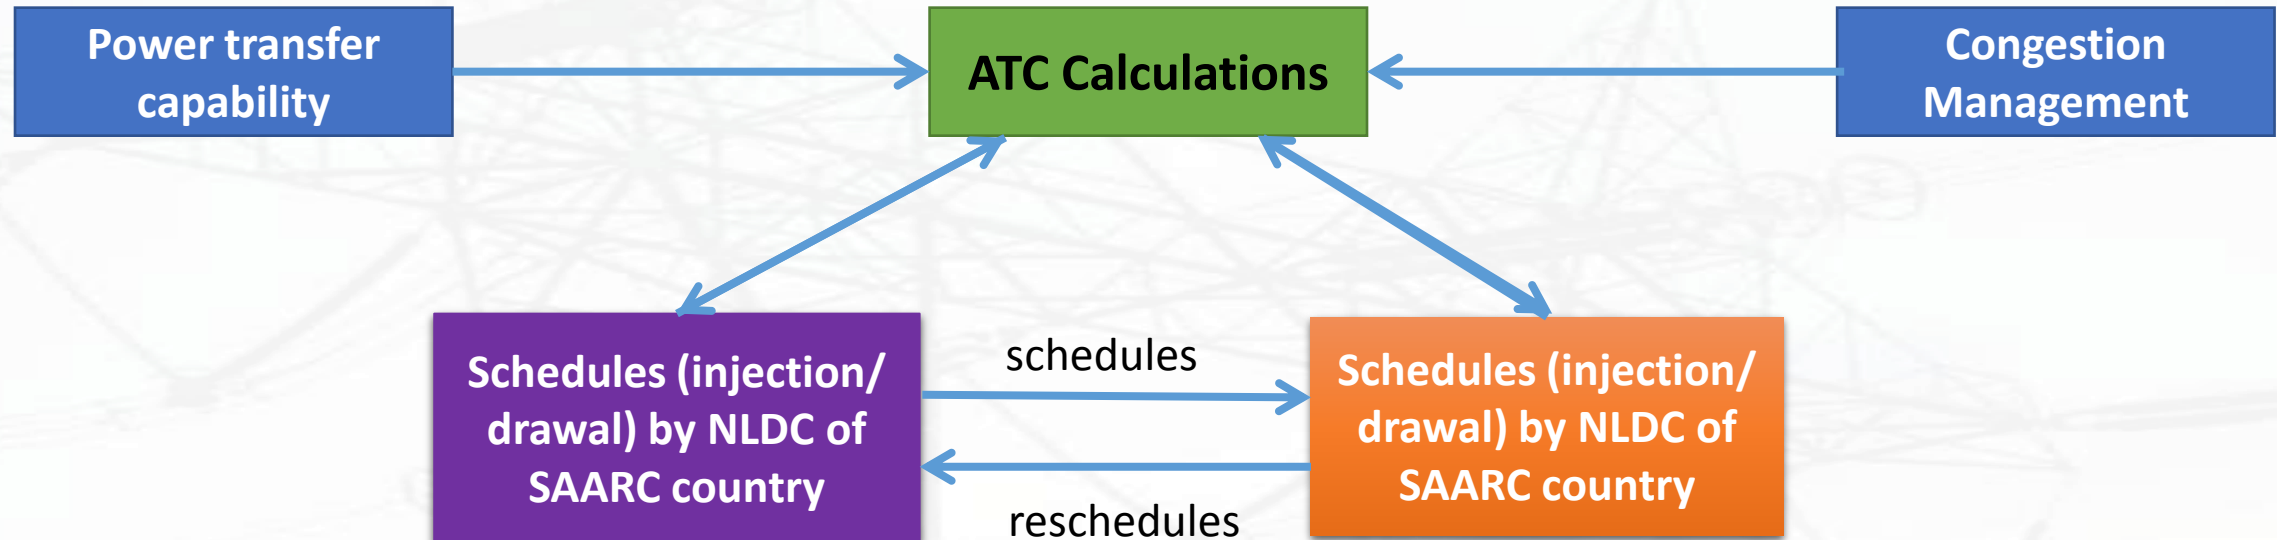 Power transfer
capability
ATC Calculations
Congestion
Management
Schedules (injection/
drawal) by NLDC of
SAARC country
schedules
reschedules
Schedules (injection/
drawal) by NLDC of
SAARC country